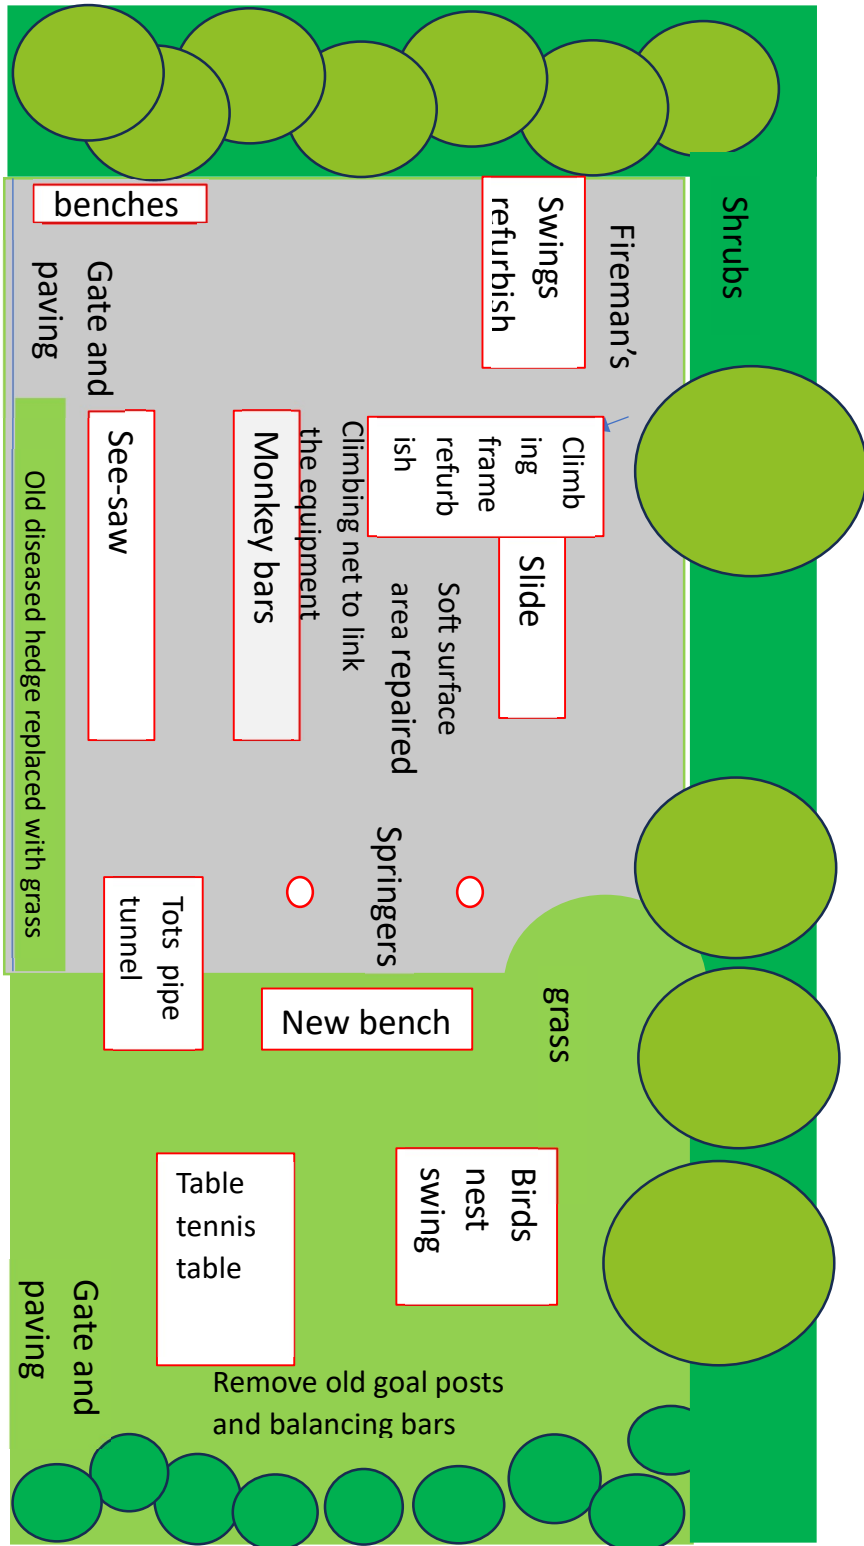 benches
Swings
refurbish
Fireman's
Shrubs
Gate and
paving
Climb
ing
frame
refurb
ish
See-saw
Monkey bars
Climbing net to link
the equipment
Slide
Soft surface
area repaired
Old diseased hedge replaced with grass
Springers
Tots pipe
tunnel
New bench
grass
Table
tennis
table
Birds
nest
swing
Gate and
paving
Remove old goal posts
and balancing bars